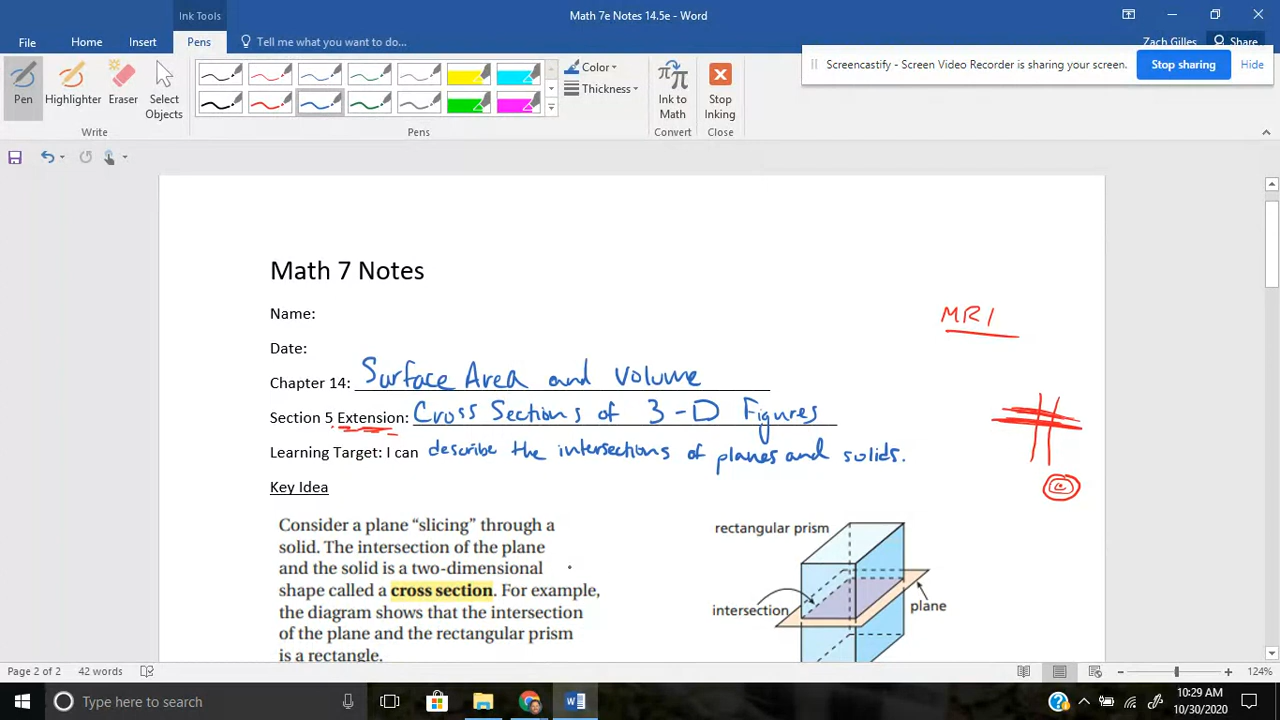 Ink Tools
Math 7e Notes 14.5e - Word
File
Home
Insert
Pens
Tell me what you want to do...
Zach Gilles
Share
Screencastify - Screen Video Recorder is sharing your screen.
Stop sharing
Hide
Pen
Highlighter
Eraser
Select Objects
Color
Thickness
Ink to Math
Stop Inking
Write
Pens
Convert
Close
Math 7 Notes
Name:
MRI
Date:
Chapter 14: Surface Area and Volume
Section 5 Extension: Cross Sections of 3-D Figures
Learning Target: I can describe the intersections of planes and solids.
Key Idea
Consider a plane “slicing” through a
solid. The intersection of the plane
and the solid is a two-dimensional
shape called a cross section. For example,
the diagram shows that the intersection
of the plane and the rectangular prism
is a rectangle.
rectangular prism
intersection
plane
Page 2 of 2
42 words
124%
Type here to search
10:29 AM
10/30/2020